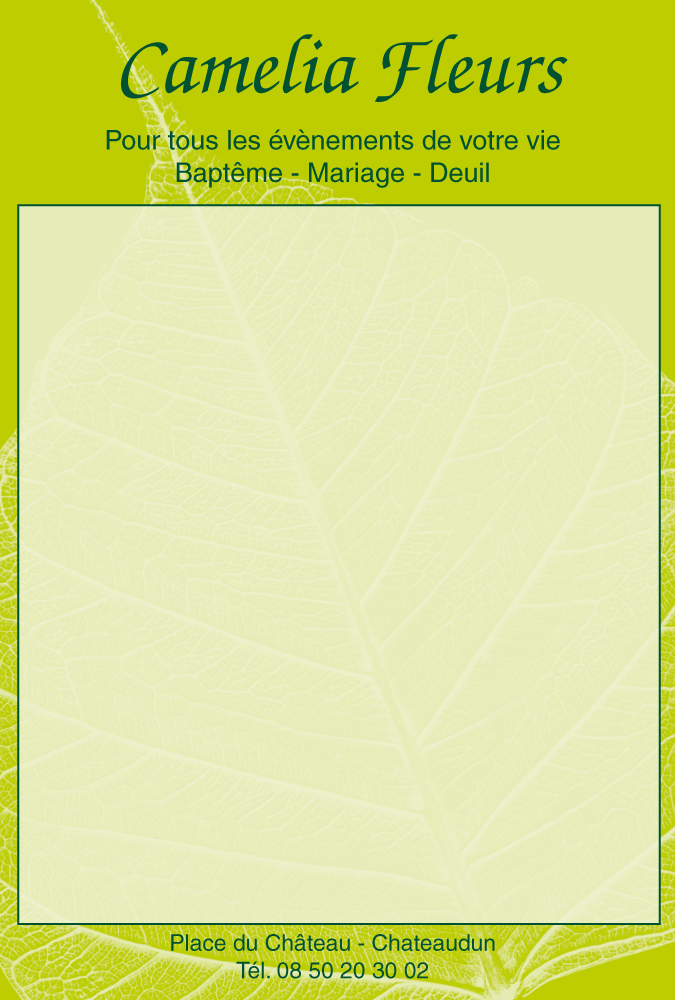 Camelia Fleurs
Pour tous les évènements de votre vie
Baptême - Mariage - Deuil
Place du Château - Chateaudun
Tél. 08 50 20 30 02